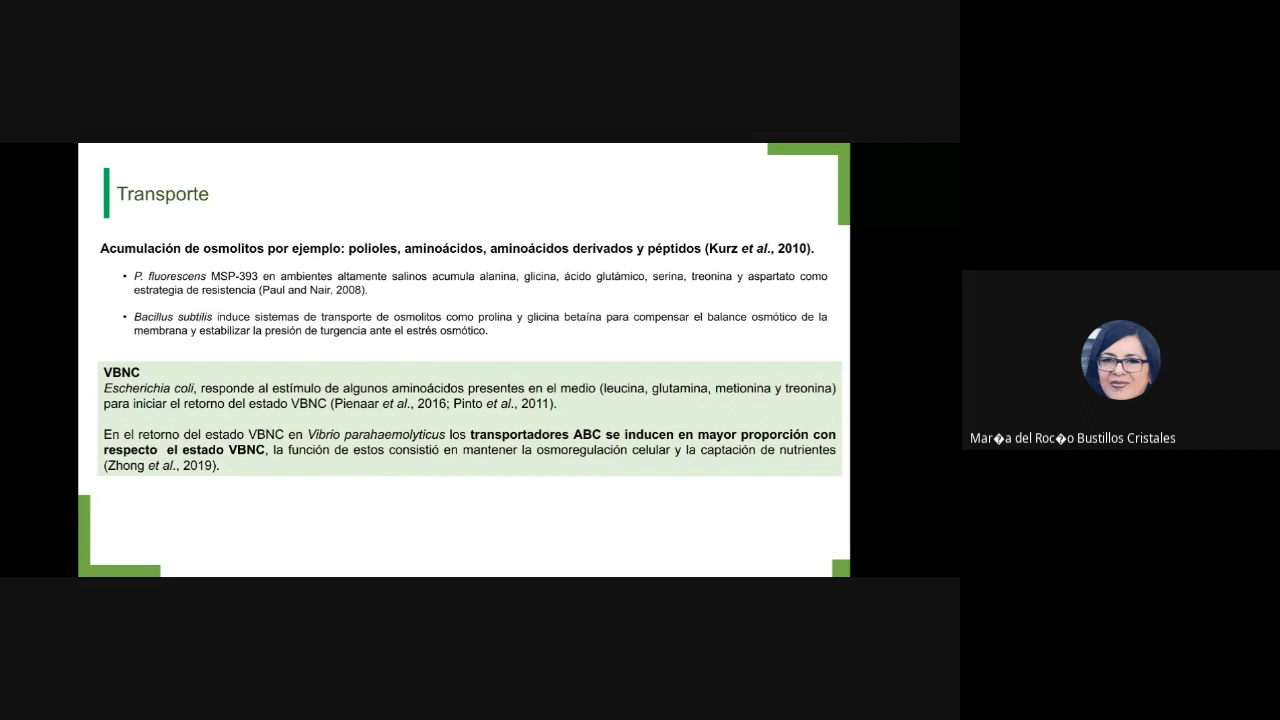 Transporte
Acumulación de osmolitos por ejemplo: polioles, aminoácidos, aminoácidos derivados y péptidos (Kurz et al., 2010).
• P. fluorescens MSP-393 en ambientes altamente salinos acumula alanina, glicina, ácido glutámico, serina, treonina y aspartato como
estrategia de resistencia (Paul and Nair, 2008).
• Bacillus subtilis induce sistemas de transporte de osmolitos como prolina y glicina betaína para compensar el balance osmótico de la
membrana y estabilizar la presión de turgencia ante el estrés osmótico.
VBNC
Escherichia coli, responde al estímulo de algunos aminoácidos presentes en el medio (leucina, glutamina, metionina y treonina)
para iniciar el retorno del estado VBNC (Pienaar et al., 2016; Pinto et al., 2011).
En el retorno del estado VBNC en Vibrio parahaemolyticus los transportadores ABC se inducen en mayor proporción con
respecto el estado VBNC, la función de estos consistió en mantener la osmoregulación celular y la captación de nutrientes
(Zhong et al., 2019).
Mar�a del Roc�o Bustillos Cristales